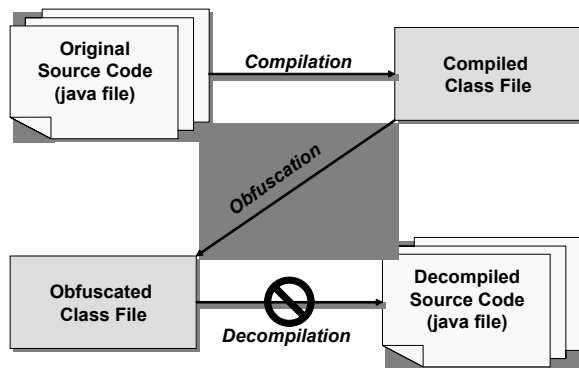 Original
Source Code
(java file)
Compilation
Compiled
Class File
Obfuscation
Obfuscated
Class File
Decompilation
Decompiled
Source Code
(java file)